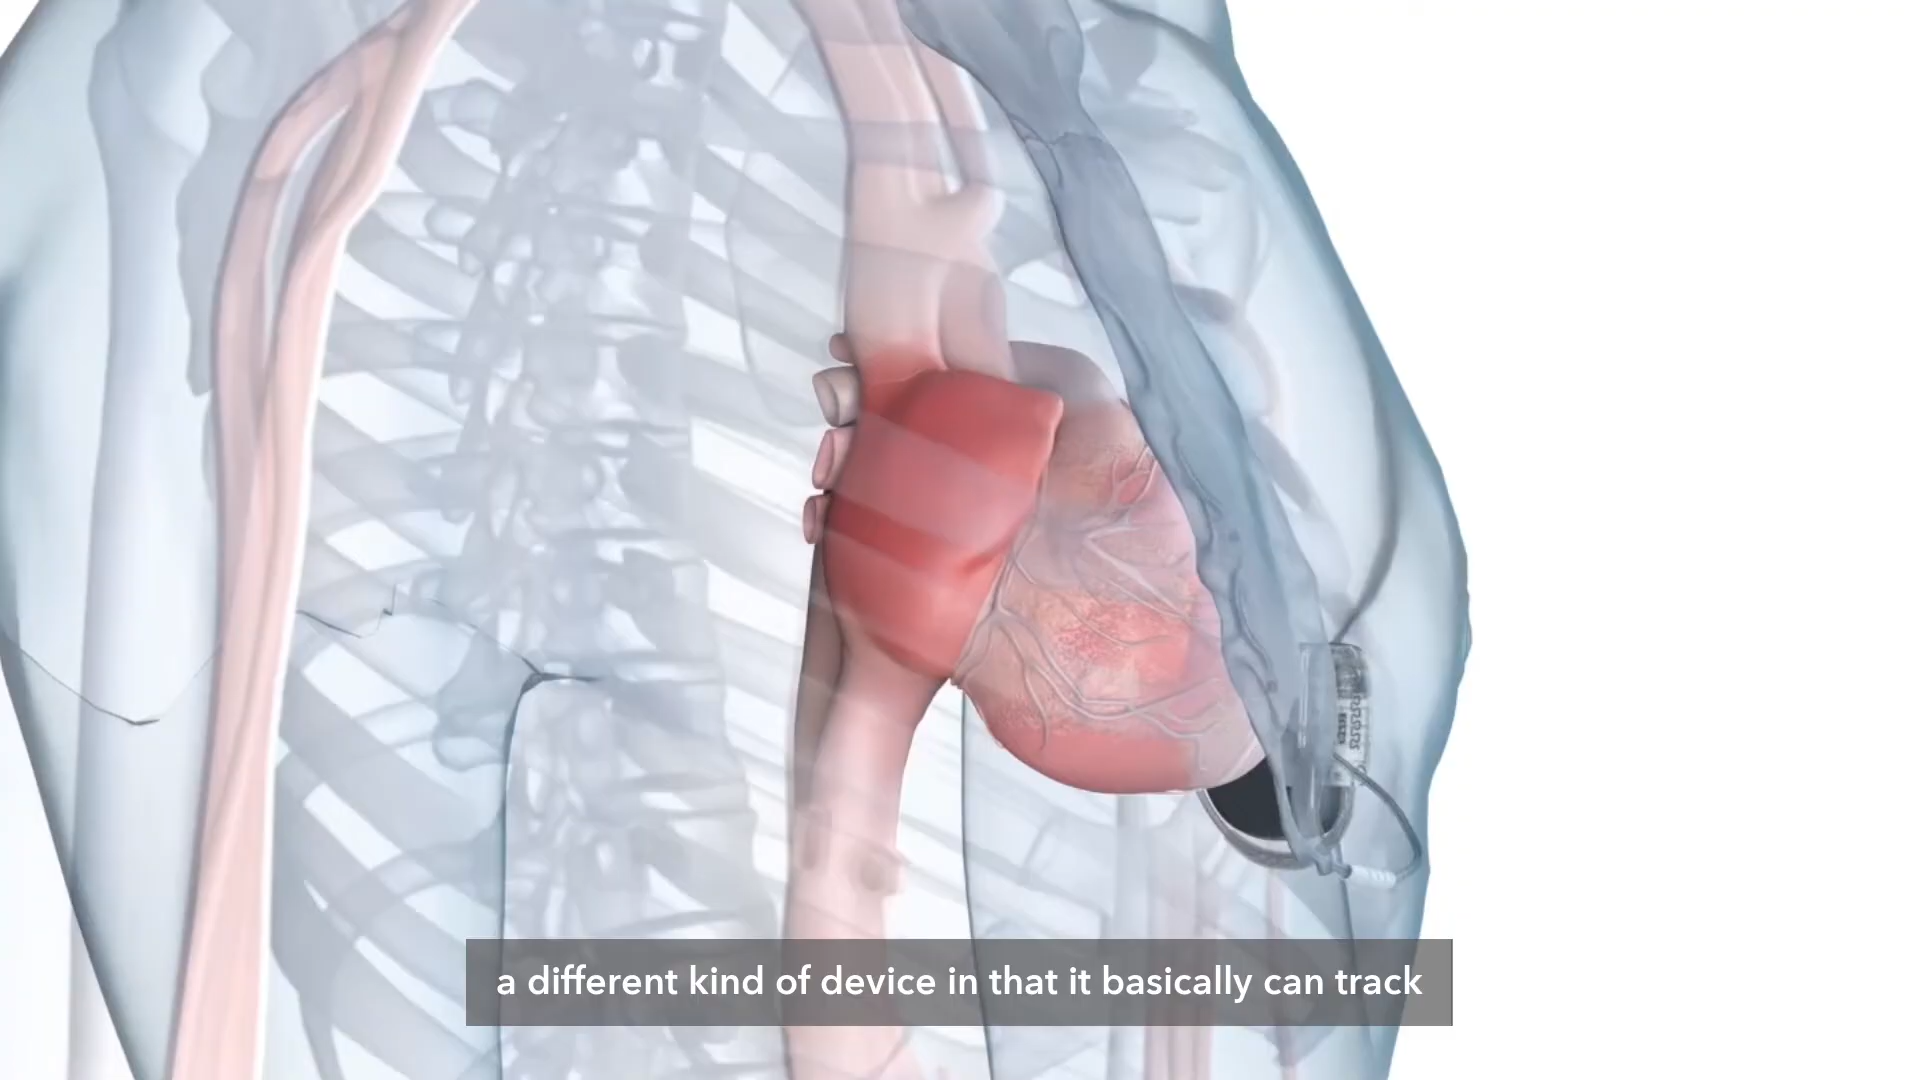 a different kind of device in that it basically can track